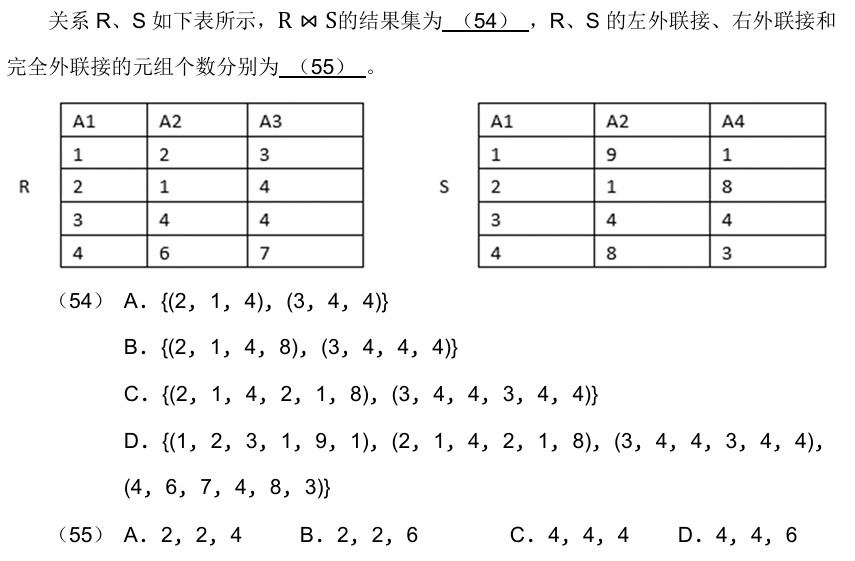 关系 R、S 如下表所示，R ⋈ S的结果集为 （54） ，R、S 的左外联接、右外联接和
完全外联接的元组个数分别为 （55） 。
R
A1 A2 A3
1 2 3
2 1 4
3 4 4
4 6 7
S
A1 A2 A4
1 9 1
2 1 8
3 4 4
4 8 3
（54） A．{(2，1，4)，(3，4，4)}
B．{(2，1，4，8)，(3，4，4，4)}
C．{(2，1，4，2，1，8)，(3，4，4，3，4，4)}
D．{(1，2，3，1，9，1)，(2，1，4，2，1，8)，(3，4，4，3，4，4)，
(4，6，7，4，8，3)}
（55） A．2，2，4 B．2，2，6 C．4，4，4 D．4，4，6